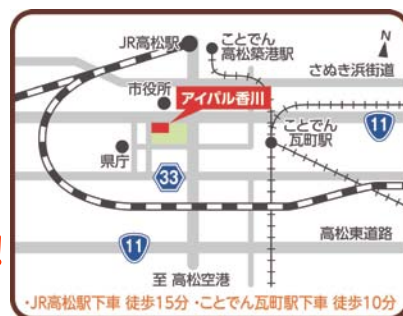 JR高松駅
ことでん
高松築港駅
N
さぬき浜街道
市役所
アイパル香川
11
ことでん
瓦町駅
県庁
33
高松東道路
11
至 高松空港
!
・JR高松駅下車 徒歩15分 ・ことでん瓦町駅下車 徒歩10分